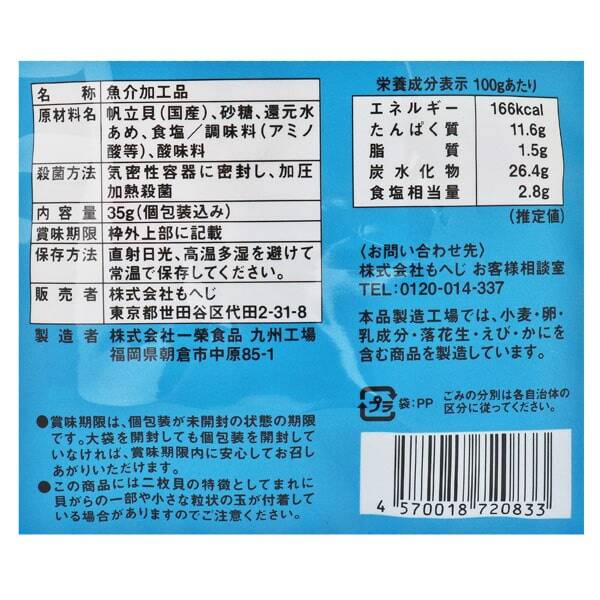 名称 魚介加工品
原材料名 帆立貝(国産)、砂糖、還元水
あめ、食塩／調味料(アミノ
酸等)、酸味料
殺菌方法 気密性容器に密封し、加圧
加熱殺菌
内容量 35g(個包装込み)
賞味期限 枠外上部に記載
保存方法 直射日光、高温多湿を避けて
常温で保存してください。
販売者 株式会社もへじ
東京都世田谷区代田2-31-8
製造者 株式会社一榮食品 九州工場
福岡県朝倉市中原85-1
●賞味期限は、個包装が未開封の状態の期限
です。大袋を開封しても個包装を開封して
いなければ、賞味期限内に安心してお召し
あがりいただけます。
●この商品には二枚貝の特徴としてまれに
貝がらの一部や小さな粒状の玉が付着して
いる場合がありますのでご注意ください。
栄養成分表示 100gあたり
エネルギー 166kcal
たんぱく質 11.6g
脂質 1.5g
炭水化物 26.4g
食塩相当量 2.8g
(推定値)
〈お問い合わせ先〉
株式会社もへじ お客様相談室
TEL:0120-014-337
本品製造工場では、小麦・卵・
乳成分・落花生・えび・かにを
含む商品を製造しています。
プラ 袋:PP ごみの分別は各自治体の
区分に従ってください。
4 570018 720833